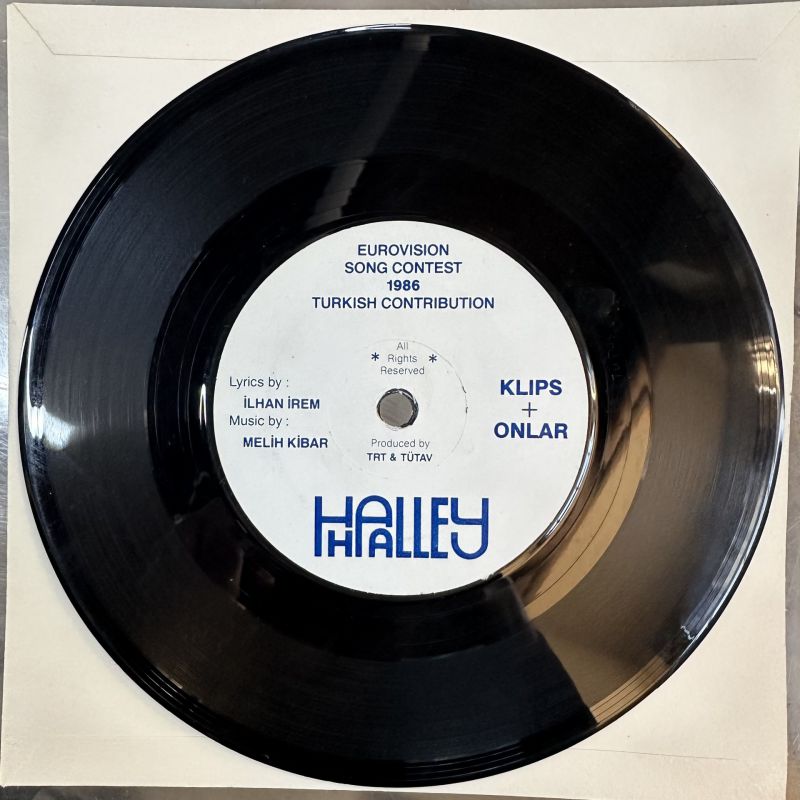 EUROVISION
SONG CONTEST
1986
TURKISH CONTRIBUTION
All
* Rights *
Reserved
Lyrics by :
İLHAN İREM
Music by :
MELİH KİBAR
KLIPS
+
ONLAR
Produced by
TRT & TÜTAV
HALLEY